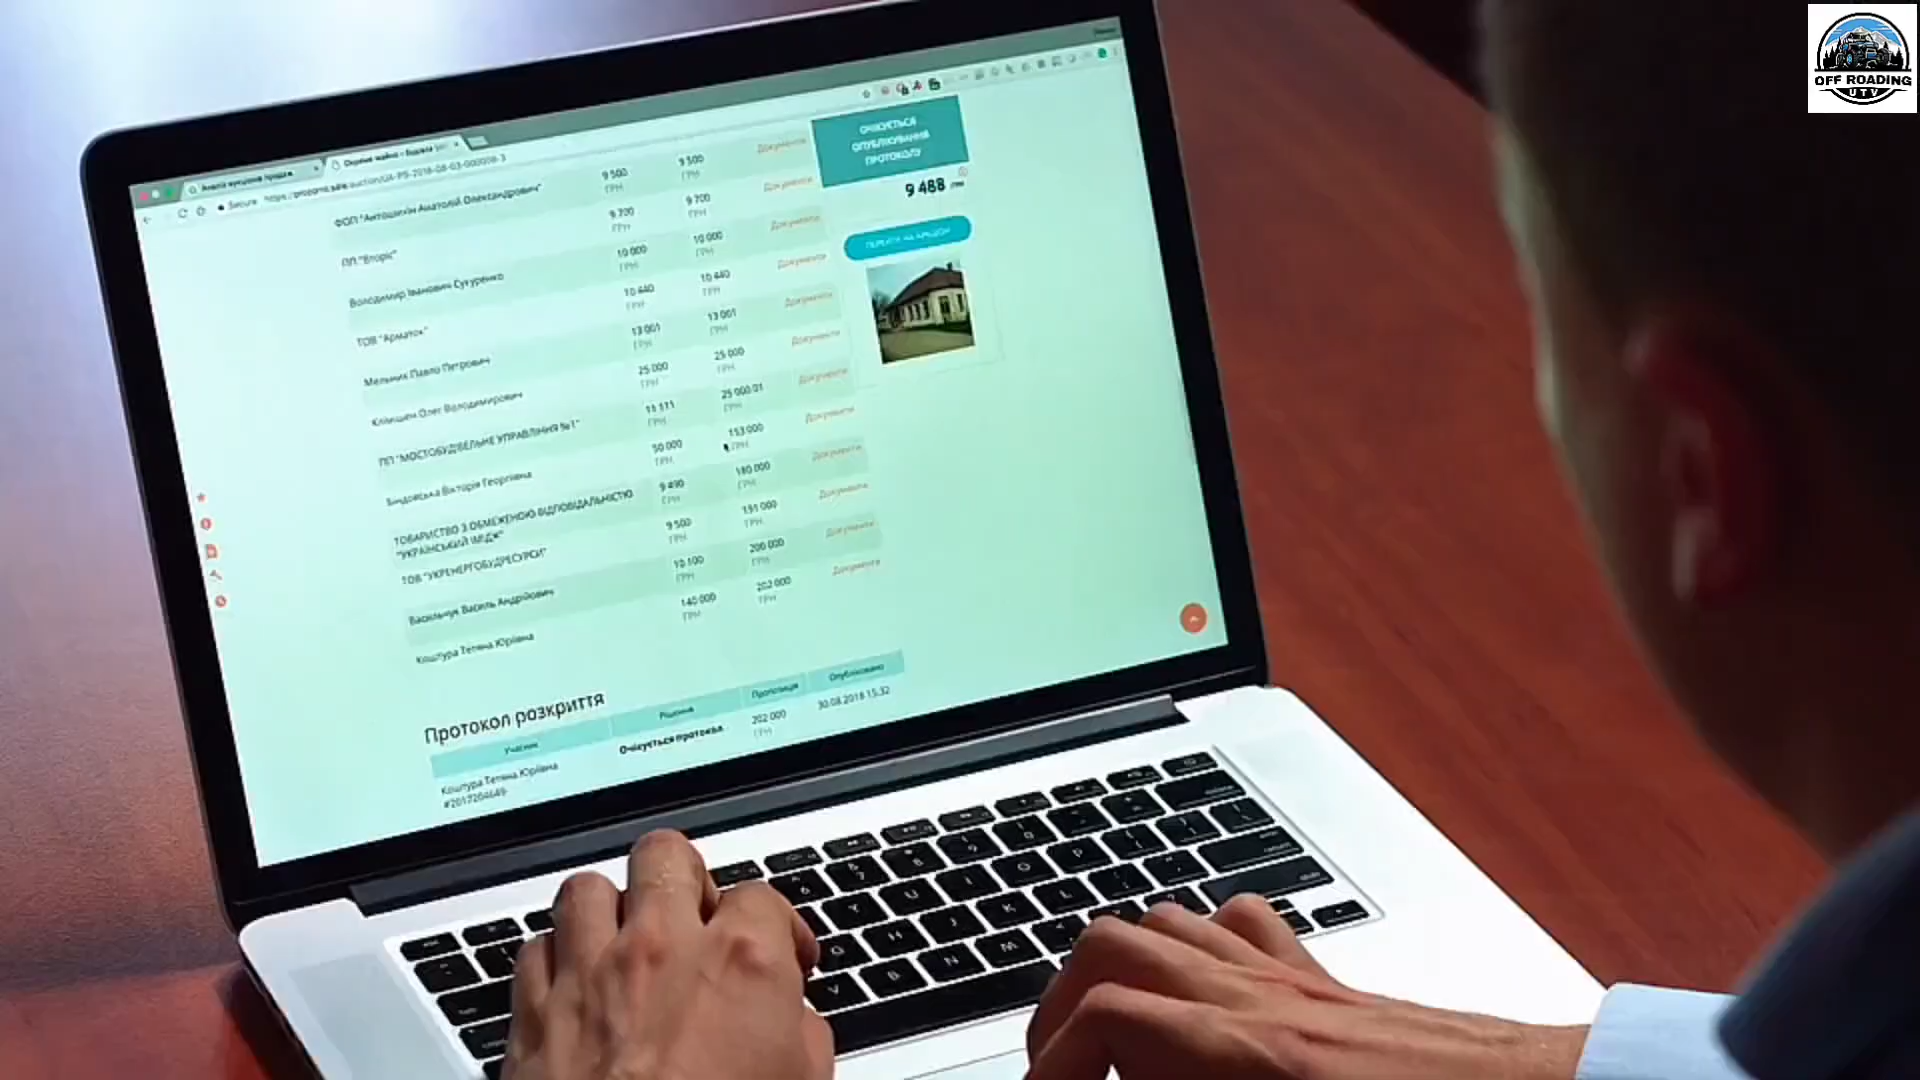 OFF ROADING
UTV
Secure
ОЧІКУЄТЬСЯ
ОПУБЛІКУВАННЯ
ПРОТОКОЛУ
9 488 ГРН
ФОП "Антошихін Анатолій Олександрович" 9 500 ГРН 9 500 ГРН Документи
9 700 ГРН 9 700 ГРН Документи
Володимир Іванович Сукуренко 10 000 ГРН 10 000 ГРН Документи
ТОВ "Арматок" 10 440 ГРН 10 440 ГРН Документи
Мельник Павло Петрович 13 001 ГРН 13 001 ГРН Документи
Олег Володимирович 25 000 ГРН 25 000 ГРН Документи
ПП "МОСТОБУДІВЕЛЬНЕ УПРАВЛІННЯ №1" 11 111 ГРН 25 000.01 ГРН Документи
Вікторія Георгіївна 50 000 ГРН 153 000 ГРН Документи
ТОВАРИСТВО З ОБМЕЖЕНОЮ ВІДПОВІДАЛЬНІСТЮ
"УКРАЇНСЬКИЙ ІМІДЖ" 9 490 ГРН 180 000 ГРН Документи
ТОВ "УКРЕНЕРГОБУДРЕСУРСИ" 9 500 ГРН 191 000 ГРН Документи
Васильчук Василь Андрійович 10 100 ГРН 200 000 ГРН Документи
Коштура Тетяна Юріївна 140 000 ГРН 202 000 ГРН Документи
Протокол розкриття
Учасник Рішення Пропозиція Опубліковано
Коштура Тетяна Юріївна Очікується протокол 202 000 ГРН 30.08.2018 15:32
#2017204649